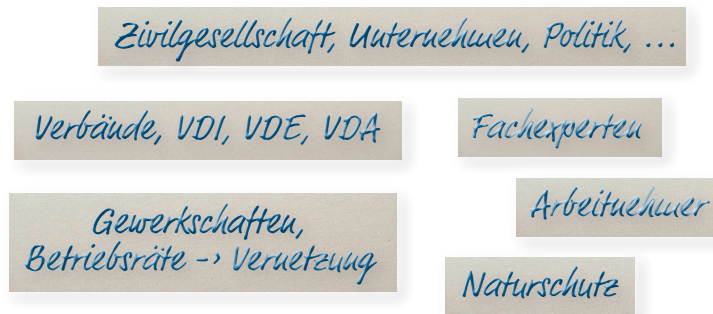 Zivilgesellschaft, Unternehmen, Politik, ...
Verbände, VDI, VDE, VDA
Fachexperten
Arbeitnehmer
Gewerkschaften,
Betriebsräte -> Vernetzung
Naturschutz